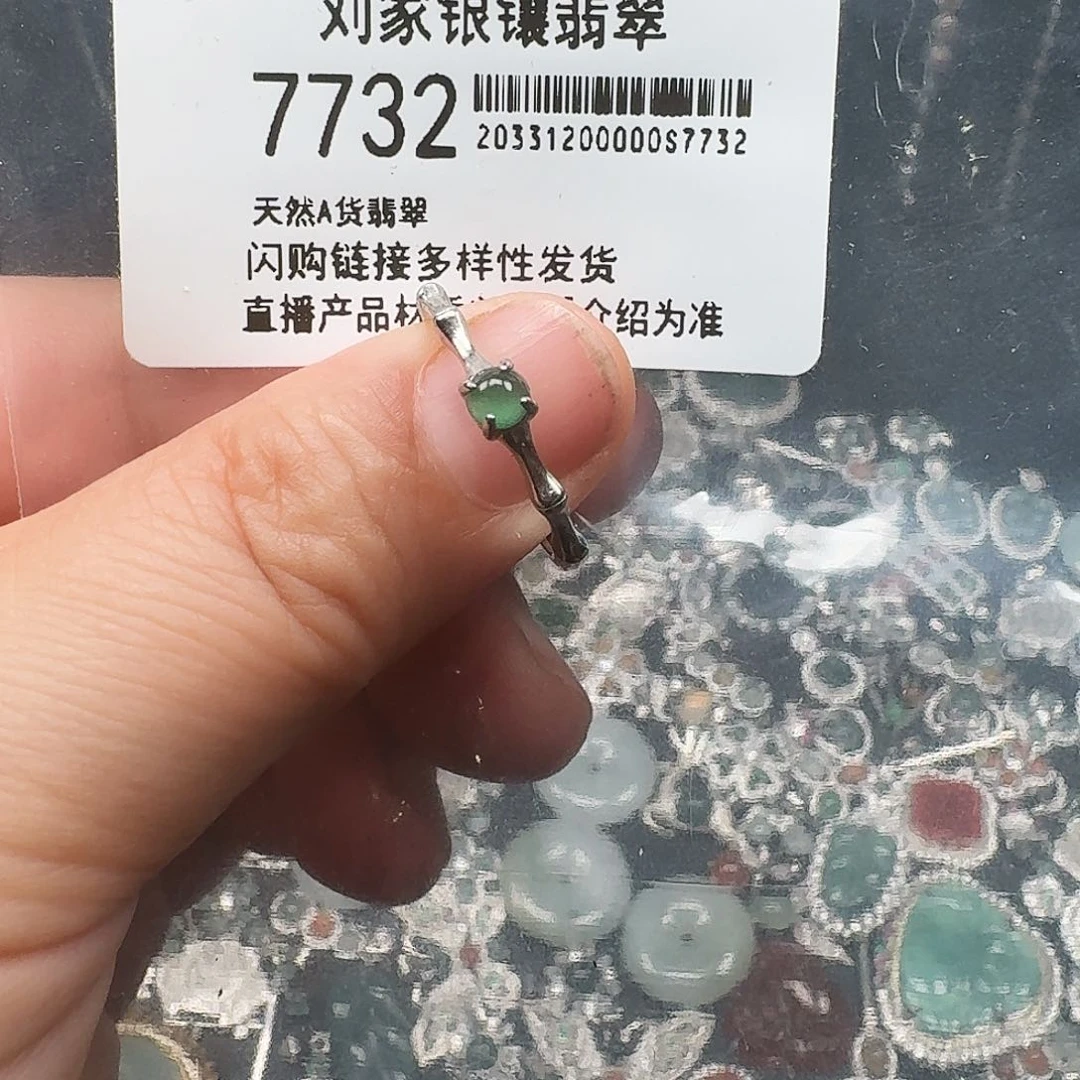 刘家银镶翡翠
7732
20331200000S7732
天然A货翡翠
闪购链接多样性发货
直播产品材 介绍为准